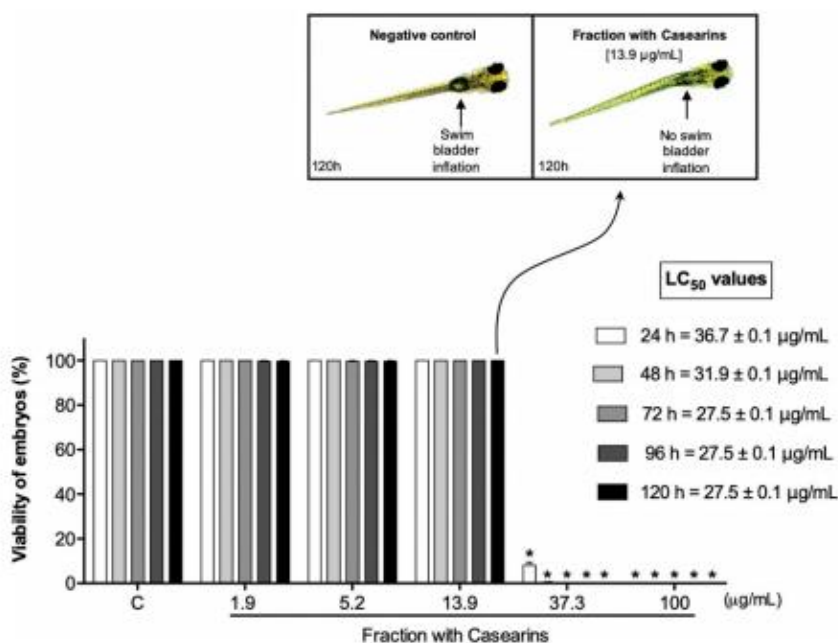 Negative control
Fraction with Casearins
[13.9 µg/mL]
Swim
bladder
inflation
120h
No swim
bladder
inflation
120h
LC50 values
24 h = 36.7 ± 0.1 µg/mL
48 h = 31.9 ± 0.1 µg/mL
72 h = 27.5 ± 0.1 µg/mL
96 h = 27.5 ± 0.1 µg/mL
120 h = 27.5 ± 0.1 µg/mL
Viability of embryos (%)
100
80
60
40
20
0
* * * * * * * * * *
C 1.9 5.2 13.9 37.3 100 (µg/mL)
Fraction with Casearins